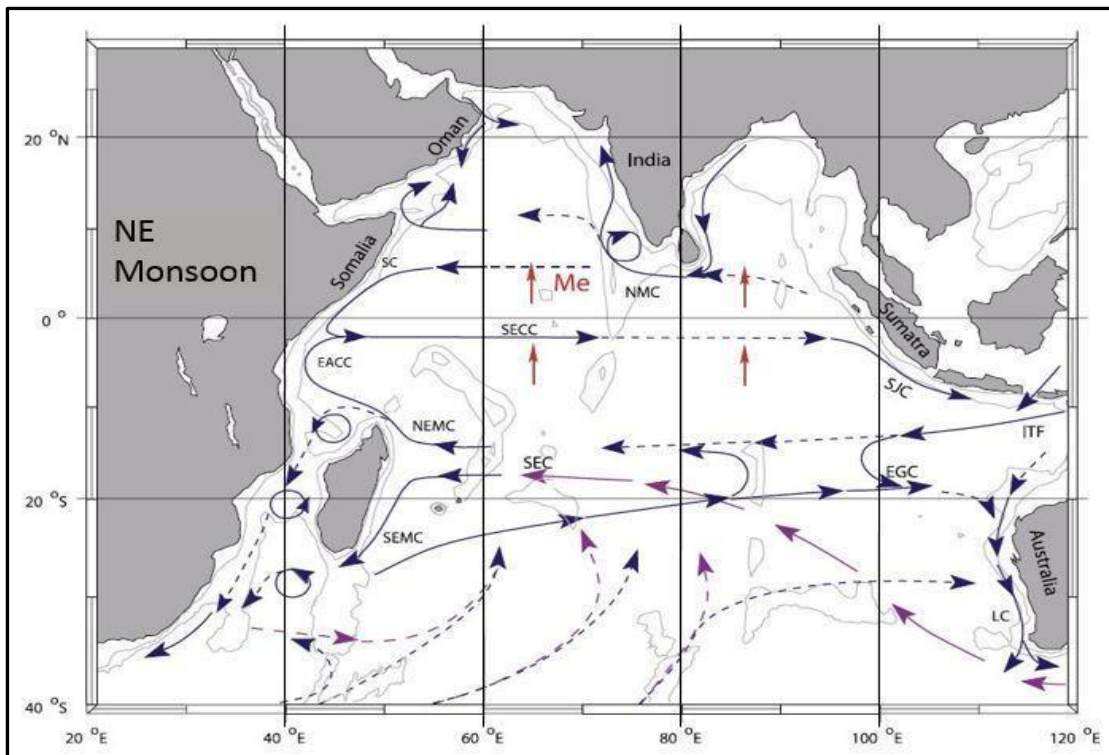 20 °N
Oman
India
NE
Monsoon
Somalia
SC
Me
NMC
0 °
SECC
Sumatra
EACC
SJC
NEMC
ITF
SEC
EGC
20 °S
SEMC
Australia
LC
40 °S
20 °E
40 °E
60 °E
80 °E
100 °E
120 °E